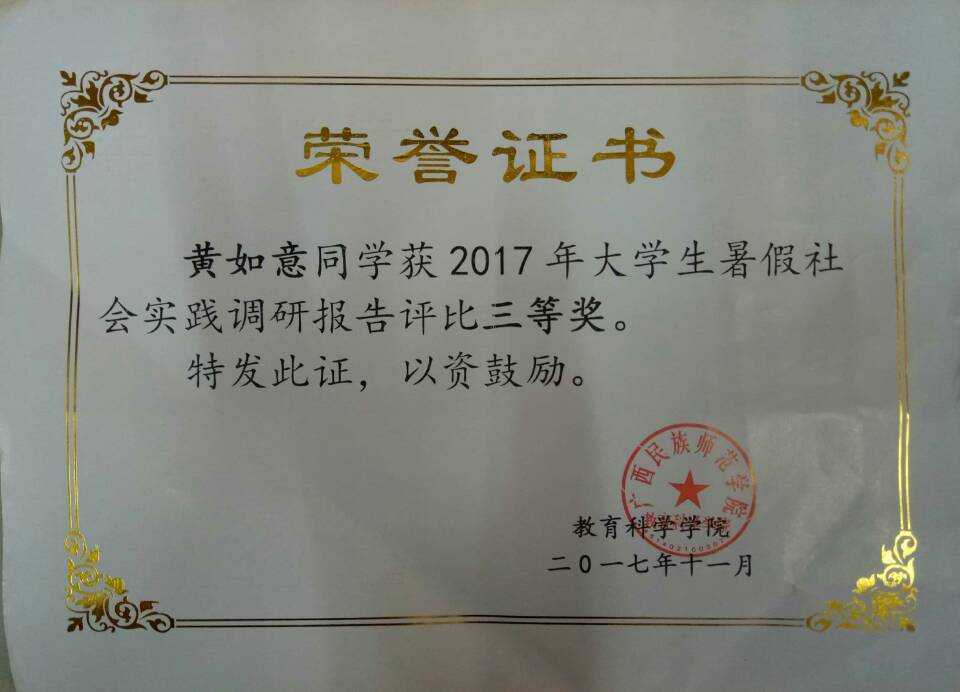 荣誉证书
黄如意同学获2017年大学生暑假社
会实践调研报告评比三等奖。
特发此证，以资鼓励。
广西民族师范学院
教育科学学院
二0一七年十一月